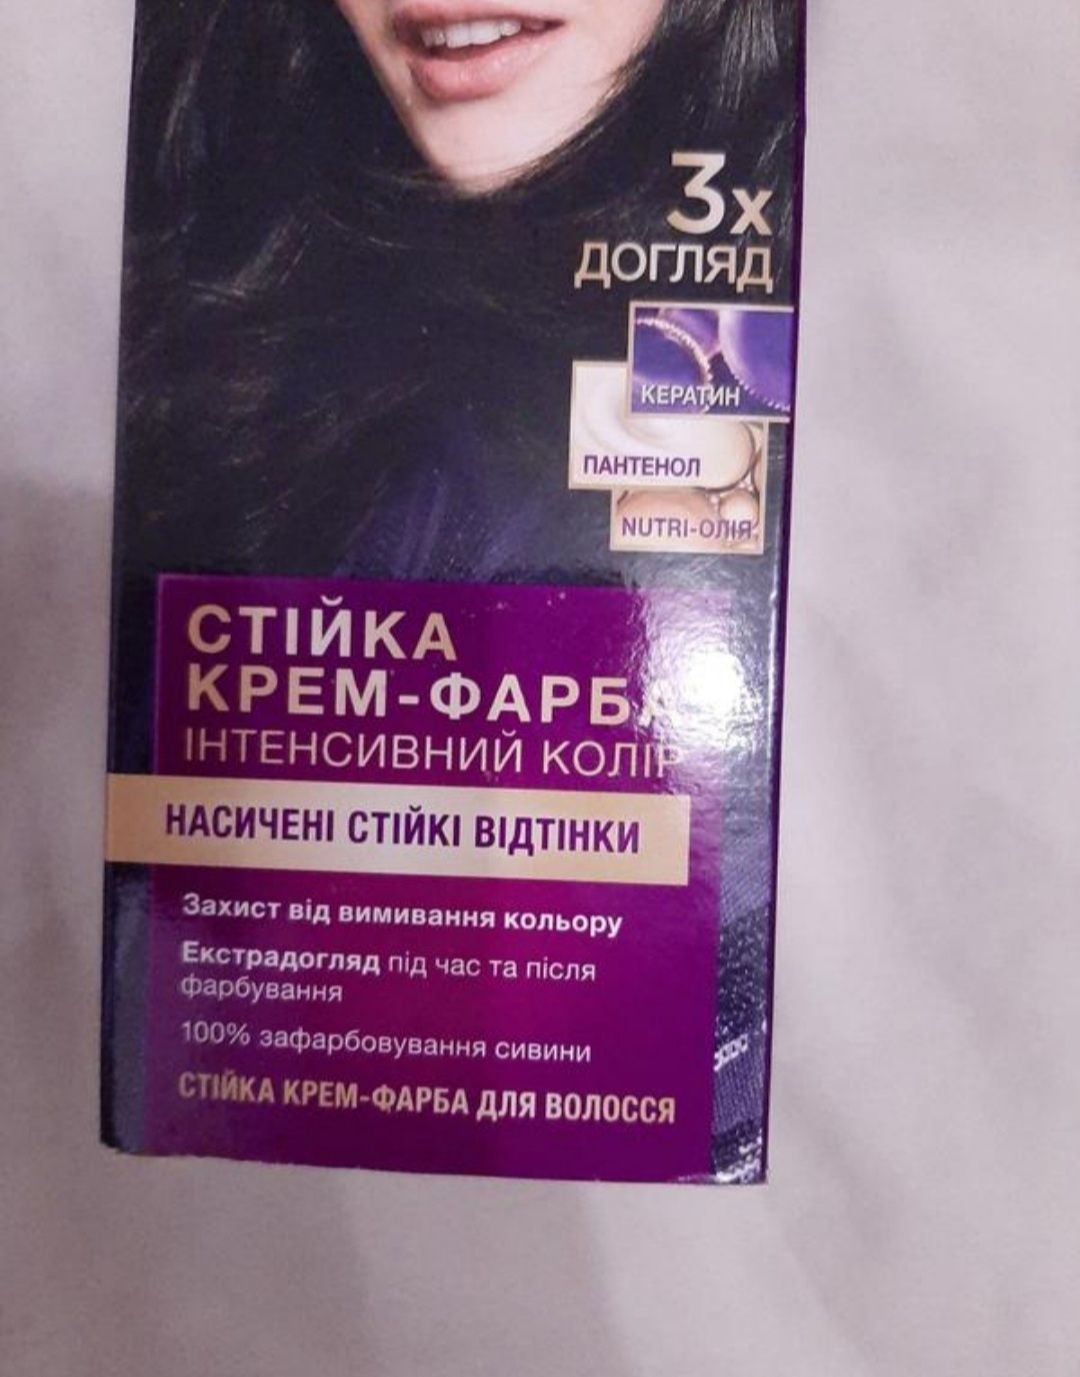 3x
ДОГЛЯД
КЕРАТИН
ПАНТЕНОЛ
NUTRI-ОЛІЯ
СТІЙКА
КРЕМ-ФАРБА
ІНТЕНСИВНИЙ КОЛІР
НАСИЧЕНІ СТІЙКІ ВІДТІНКИ
Захист від вимивання кольору
Екстрадогляд під час та після
фарбування
100% зафарбовування сивини
СТІЙКА КРЕМ-ФАРБА ДЛЯ ВОЛОССЯ